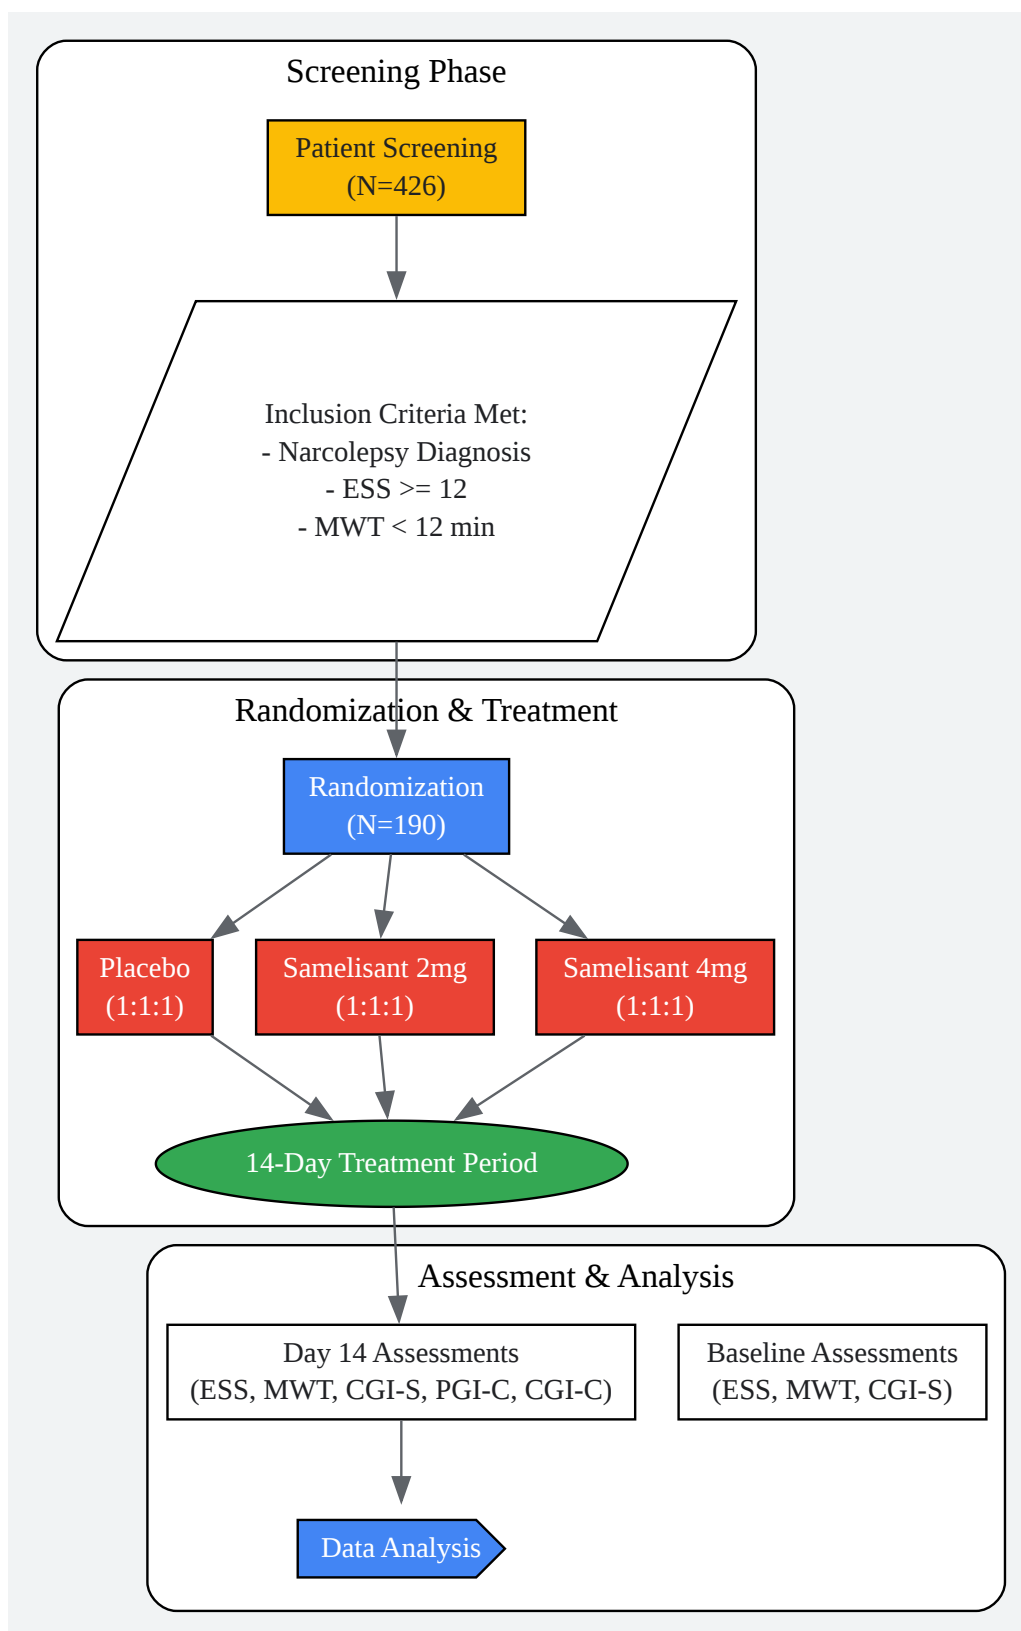 Screening Phase
Patient Screening
(N=426)
Inclusion Criteria Met:
- Narcolepsy Diagnosis
- ESS >= 12
- MWT < 12 min
Randomization & Treatment
Randomization
(N=190)
Placebo
(1:1:1)
Samelisant 2mg
(1:1:1)
Samelisant 4mg
(1:1:1)
14-Day Treatment Period
Assessment & Analysis
Day 14 Assessments
(ESS, MWT, CGI-S, PGI-C, CGI-C)
Baseline Assessments
(ESS, MWT, CGI-S)
Data Analysis